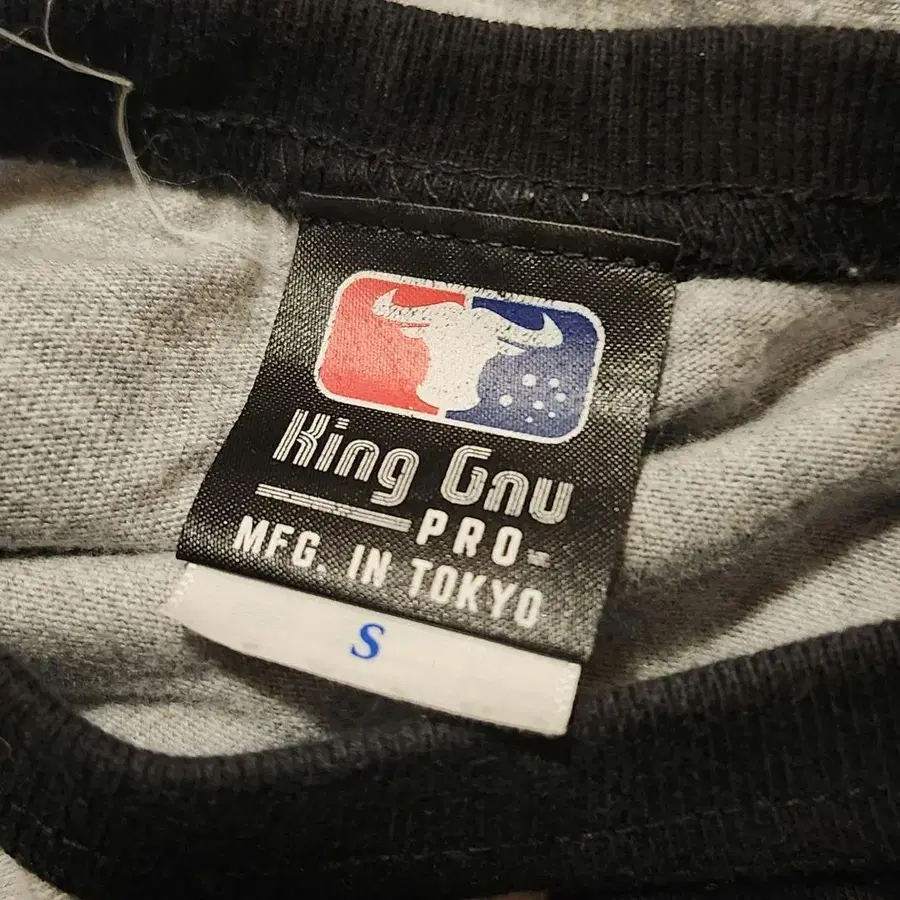 King Gnu
PRO-
MFG. IN TOKYO
S